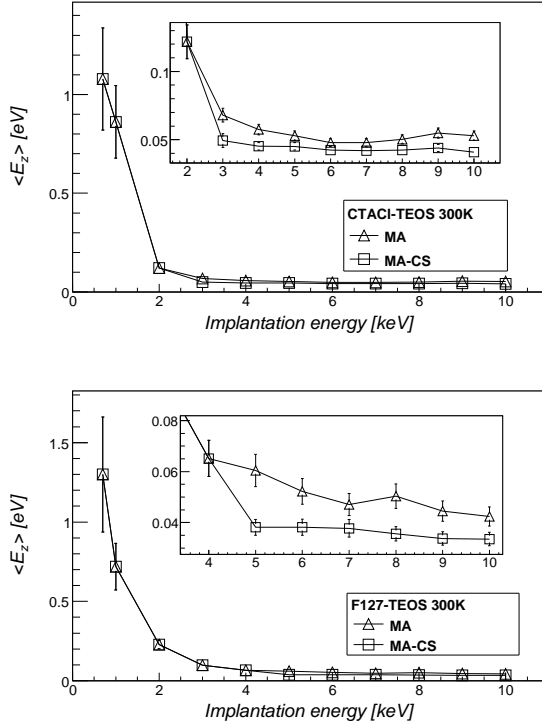 <E_z> [eV]
1
0.5
0
0.1
0.05
2 3 4 5 6 7 8 9 10
CTACl-TEOS 300K
MA
MA-CS
0 2 4 6 8 10
Implantation energy [keV]
<E_z> [eV]
1.5
1
0.5
0
0.08
0.06
0.04
4 5 6 7 8 9 10
F127-TEOS 300K
MA
MA-CS
0 2 4 6 8 10
Implantation energy [keV]